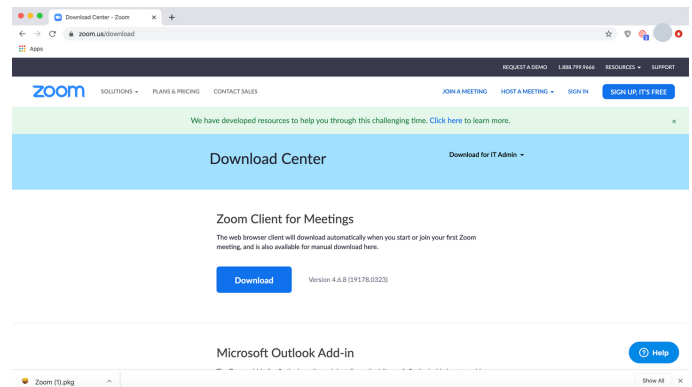 Download Center - Zoom
zoom.us/download
Apps
REQUEST A DEMO 1.888.799.9666 RESOURCES SUPPORT
zoom SOLUTIONS PLANS & PRICING CONTACT SALES JOIN A MEETING HOST A MEETING SIGN IN SIGN UP, IT'S FREE
We have developed resources to help you through this challenging time. Click here to learn more.
Download Center Download for IT Admin
Zoom Client for Meetings
The web browser client will download automatically when you start or join your first Zoom
meeting, and is also available for manual download here.
Download Version 4.6.8 (19178.0323)
Microsoft Outlook Add-in
Help
Zoom (1).pkg Show All